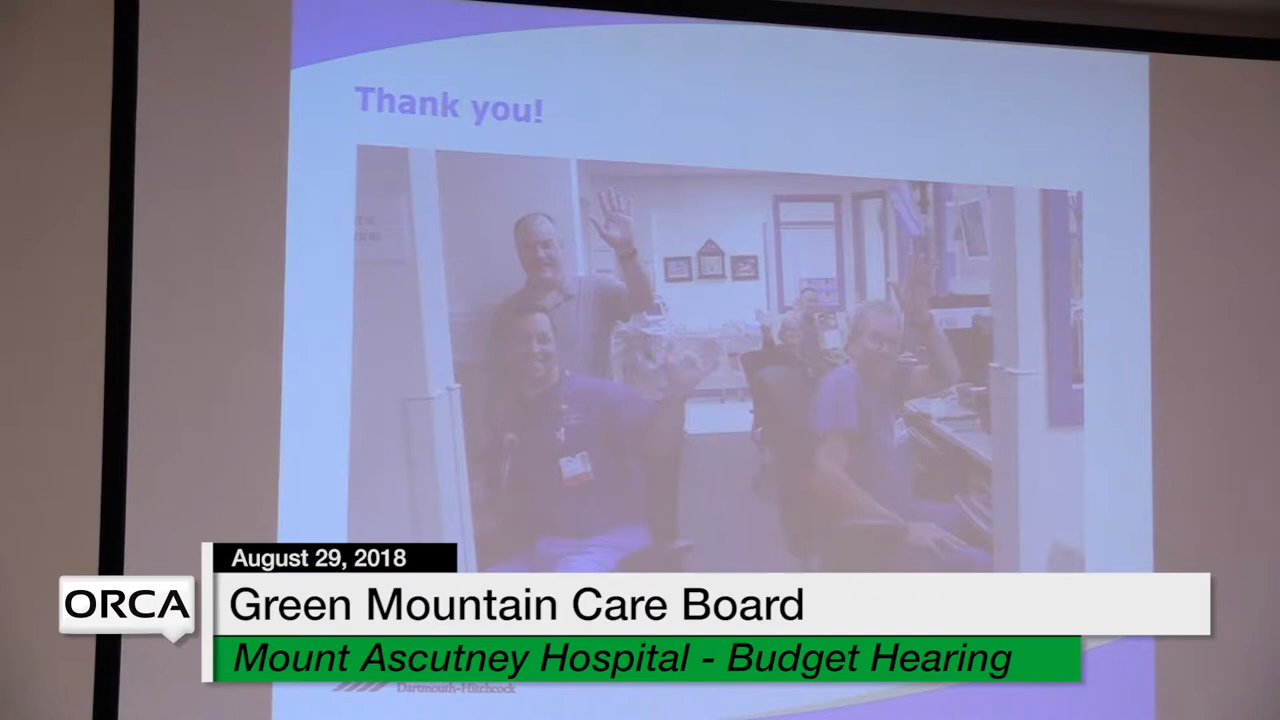 Thank you!
August 29, 2018
ORCA
Green Mountain Care Board
Mount Ascutney Hospital - Budget Hearing
Dartmouth-Hitchcock